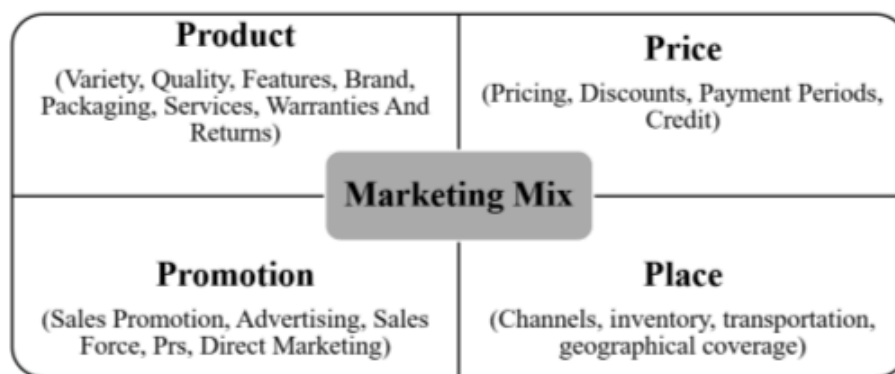 Product
(Variety, Quality, Features, Brand,
Packaging, Services, Warranties And
Returns)
Price
(Pricing, Discounts, Payment Periods,
Credit)
Marketing Mix
Promotion
(Sales Promotion, Advertising, Sales
Force, Prs, Direct Marketing)
Place
(Channels, inventory, transportation,
geographical coverage)